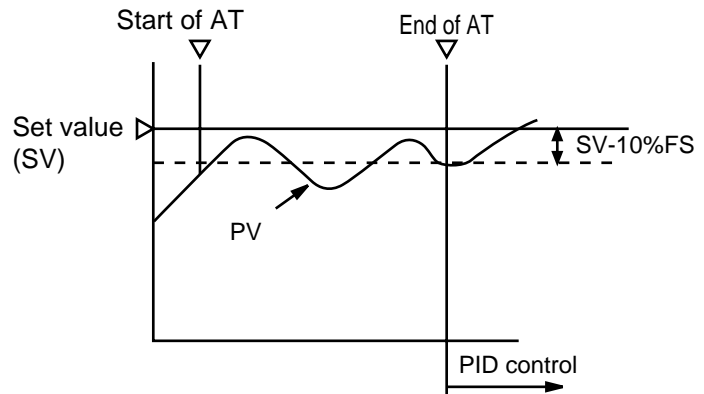 Start of AT
End of AT
Set value
(SV)
SV-10%FS
PV
PID control